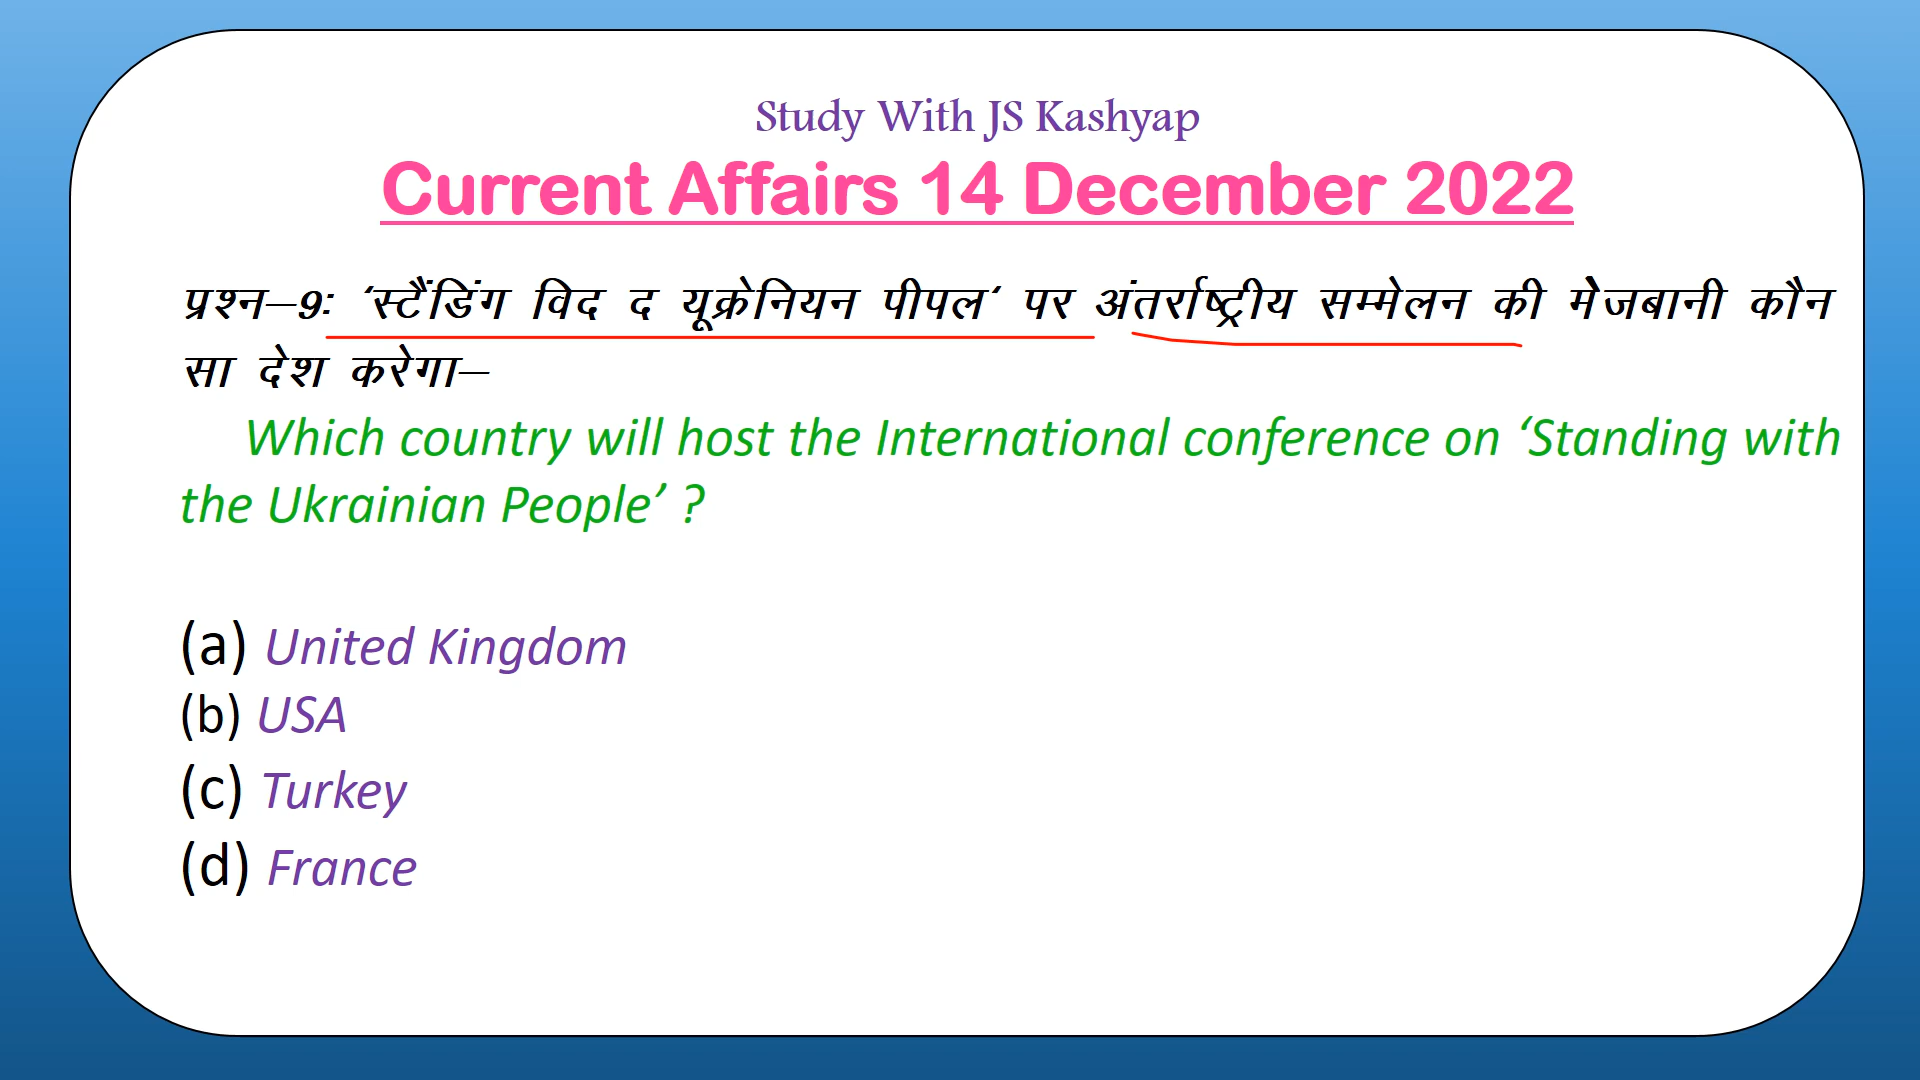 Study With JS Kashyap
Current Affairs 14 December 2022
प्रश्न–9: ‘स्टैंडिंग विद द यूक्रेनियन पीपल’ पर अंतर्राष्ट्रीय सम्मेलन की मेेजबानी कौन
सा देश करेगा–
Which country will host the International conference on ‘Standing with
the Ukrainian People’ ?
(a) United Kingdom
(b) USA
(c) Turkey
(d) France